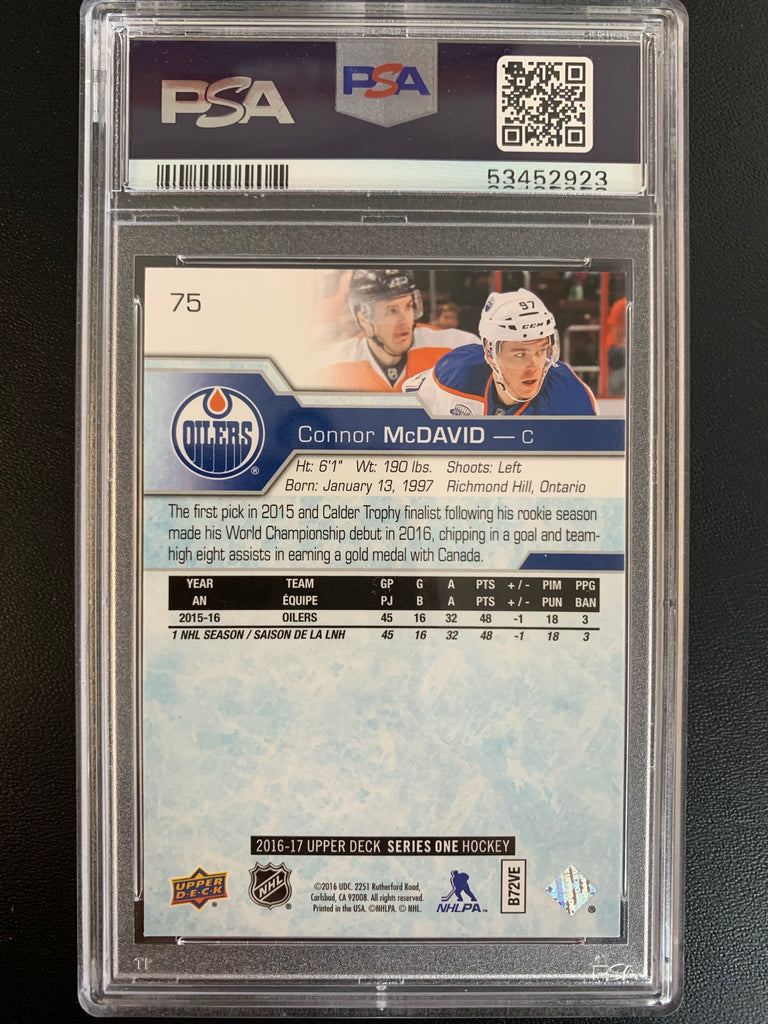 PSA
PSA
53452923
75
97
CCM
OILERS
Connor McDAVID — C
Ht: 6'1" Wt: 190 lbs. Shoots: Left
Born: January 13, 1997 Richmond Hill, Ontario
The first pick in 2015 and Calder Trophy finalist following his rookie season
made his World Championship debut in 2016, chipping in a goal and team-
high eight assists in earning a gold medal with Canada.
YEAR TEAM GP G A PTS +/- PIM PPG
AN ÉQUIPE PJ B A PTS +/- PUN BAN
2015-16 OILERS 45 16 32 48 -1 18 3
1 NHL SEASON / SAISON DE LA LNH 45 16 32 48 -1 18 3
2016-17 UPPER DECK SERIES ONE HOCKEY
UPPER DECK
NHL
©2016 UDC. 2251 Rutherford Road,
Carlsbad, CA 92008. All rights reserved.
Printed in the USA. ©NHLPA. © NHL.
NHLPA
B72VE
PSA